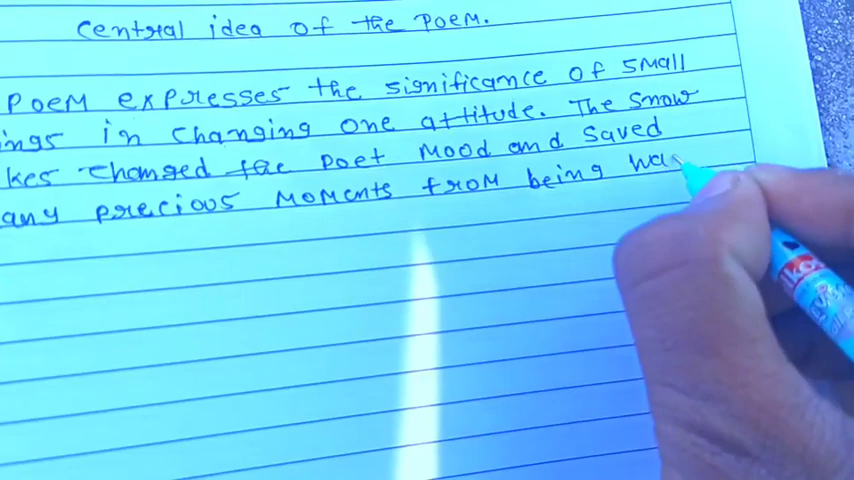 Central idea of the Poem.
Poem expresses the significance of small
ings in changing one attitude. The snow
kes changed the poet mood and saved
any precious moments from being wa